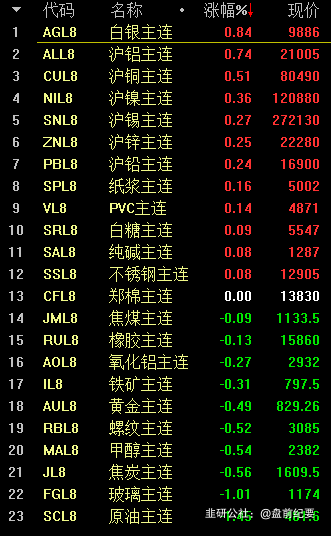 代码 名称 • 涨幅%↓ 现价
1 AGL8 白银主连 0.84 9886
2 ALL8 沪铝主连 0.74 21005
3 CUL8 沪铜主连 0.51 80490
4 NIL8 沪镍主连 0.36 120880
5 SNL8 沪锡主连 0.27 272130
6 ZNL8 沪锌主连 0.25 22280
7 PBL8 沪铅主连 0.24 16900
8 SPL8 纸浆主连 0.16 5002
9 VL8 PVC主连 0.14 4871
10 SRL8 白糖主连 0.09 5547
11 SAL8 纯碱主连 0.08 1287
12 SSL8 不锈钢主连 0.08 12905
13 CFL8 郑棉主连 0.00 13830
14 JML8 焦煤主连 -0.09 1133.5
15 RUL8 橡胶主连 -0.13 15860
16 AOL8 氧化铝主连 -0.27 2932
17 IL8 铁矿主连 -0.31 797.5
18 AUL8 黄金主连 -0.49 829.26
19 RBL8 螺纹主连 -0.52 3085
20 MAL8 甲醇主连 -0.54 2382
21 JL8 焦炭主连 -0.56 1609.5
22 FGL8 玻璃主连 -1.01 1174
23 SCL8 原油主连
韭研公社：@盘前纪要